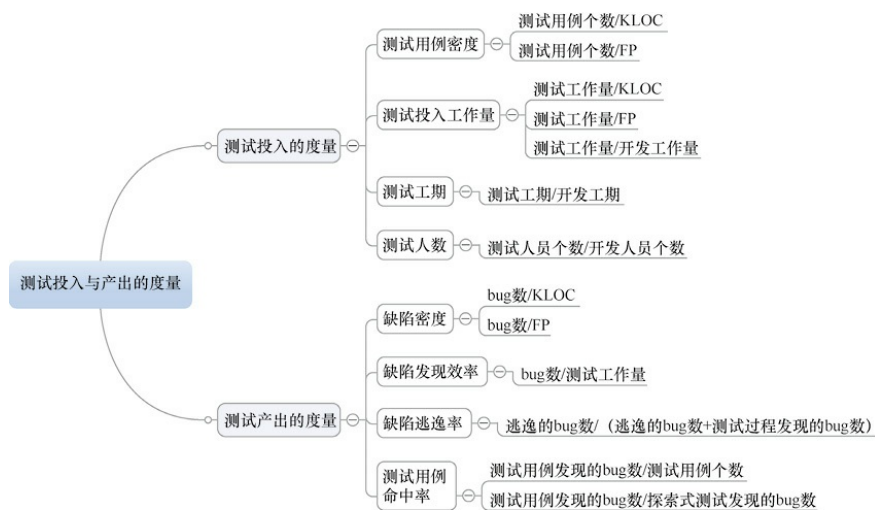 测试投入与产出的度量
测试投入的度量
测试用例密度
测试用例个数/KLOC
测试用例个数/FP
测试投入工作量
测试工作量/KLOC
测试工作量/FP
测试工作量/开发工作量
测试工期
测试工期/开发工期
测试人数
测试人员个数/开发人员个数
测试产出的度量
缺陷密度
bug数/KLOC
bug数/FP
缺陷发现效率
bug数/测试工作量
缺陷逃逸率
逃逸的bug数/（逃逸的bug数+测试过程发现的bug数）
测试用例
命中率
测试用例发现的bug数/测试用例个数
测试用例发现的bug数/探索式测试发现的bug数